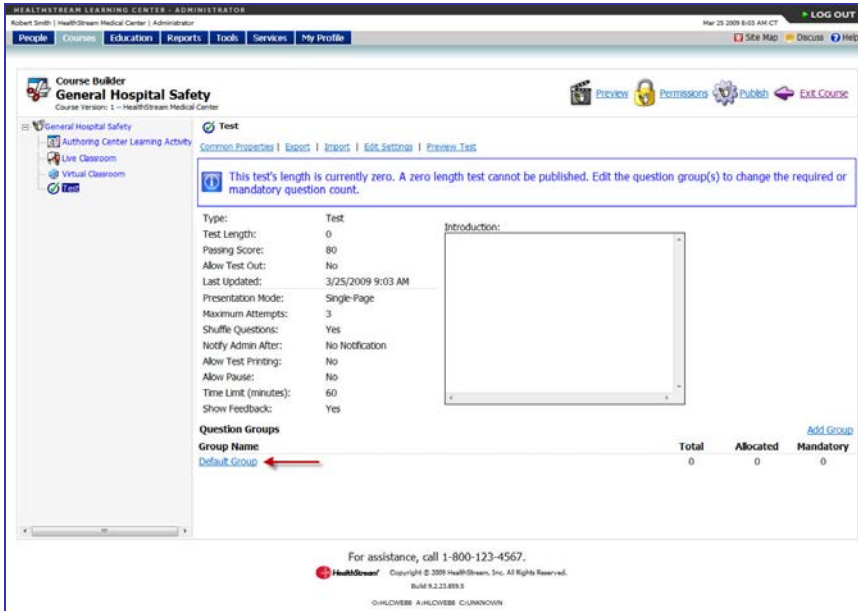 HEALTHSTREAM LEARNING CENTER - ADMINISTRATOR
LOG OUT
Robert Smith | HealthStream Medical Center | Administrator
Mar 25 2009 8:03 AM CT
People Courses Education Reports Tools Services My Profile
Site Map Discuss Help
Course Builder
General Hospital Safety
Course Version: 1 -- HealthStream Medical Center
Preview Permissions Publish Exit Course
General Hospital Safety
Authoring Center Learning Activity
Live Classroom
Virtual Classroom
Test
Test
Common Properties | Export | Import | Edit Settings | Preview Test
This test's length is currently zero. A zero length test cannot be published. Edit the question group(s) to change the required or
mandatory question count.
Type: Test
Test Length: 0
Passing Score: 80
Allow Test Out: No
Last Updated: 3/25/2009 9:03 AM
Presentation Mode: Single-Page
Maximum Attempts: 3
Shuffle Questions: Yes
Notify Admin After: No Notification
Allow Test Printing: No
Allow Pause: No
Time Limit (minutes): 60
Show Feedback: Yes
Introduction:
Question Groups
Add Group
Group Name Total Allocated Mandatory
Default Group 0 0 0
For assistance, call 1-800-123-4567.
HealthStream Copyright © 2009 HealthStream, Inc. All Rights Reserved.
Build 9.2.23.859.5
O:HLCWEB8 A:HLCWEB8 C:UNKNOWN